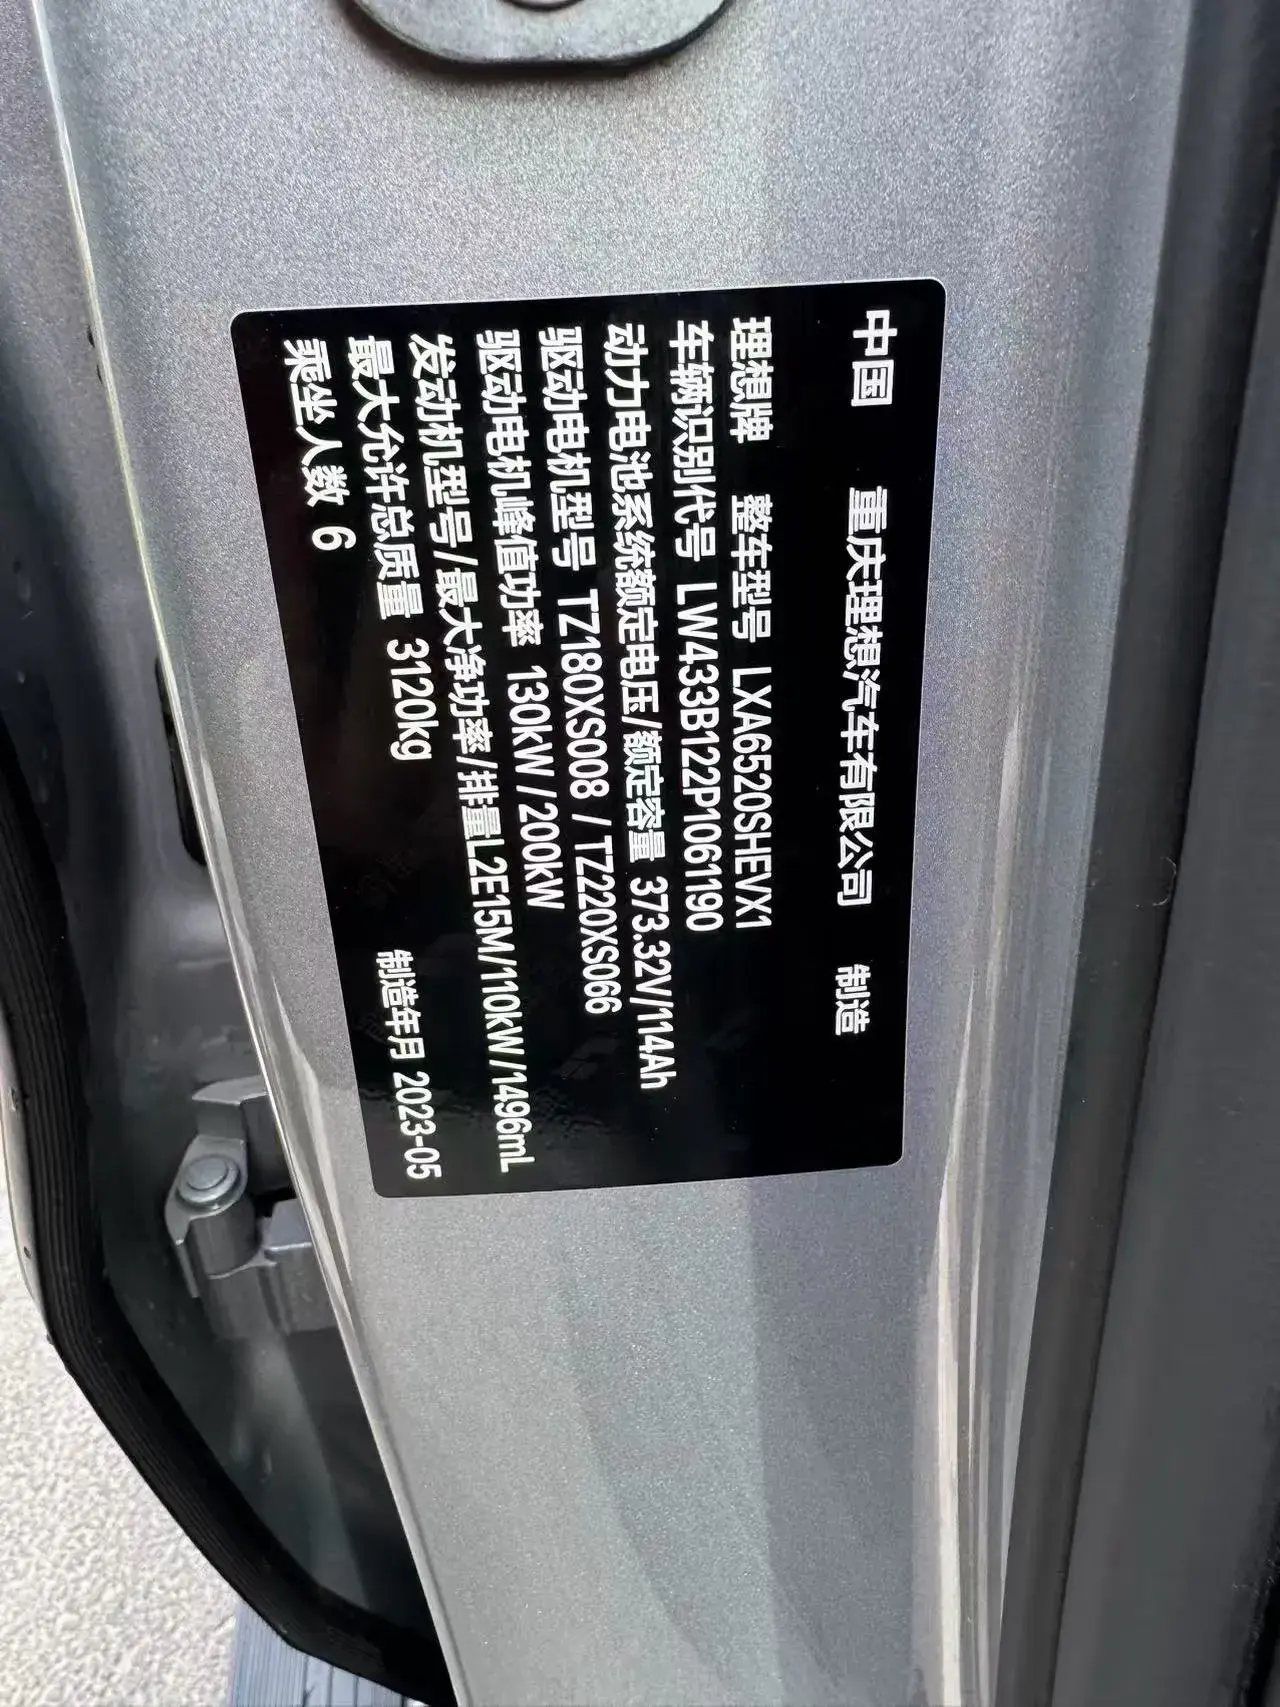 中国 重庆理想汽车有限公司 制造
理想牌 整车型号 LXA6520SHEVX1
车辆识别代号 LW433B122P1061190
动力电池系统额定电压/额定容量 373.32V/114Ah
驱动电机型号 TZ180XS008 /TZ220XS066
驱动电机峰值功率 130kW/200kW
发动机型号/最大净功率/排量L2E15M/110kW/1496mL
最大允许总质量 3120kg
乘坐人数 6 制造年月 2023-05